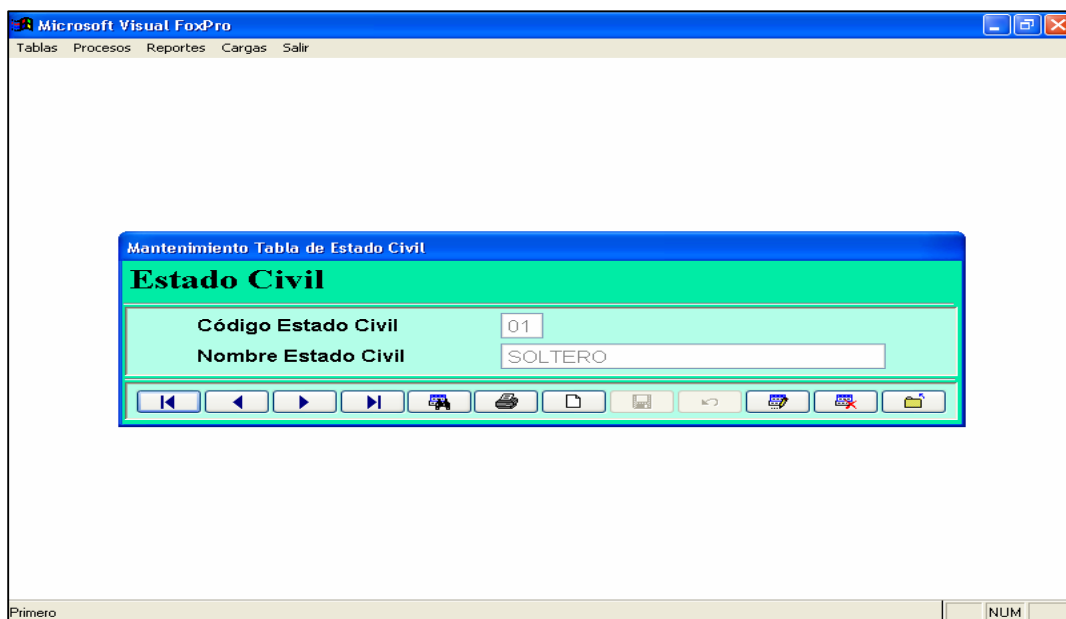 Microsoft Visual FoxPro
Tablas Procesos Reportes Cargas Salir
Mantenimiento Tabla de Estado Civil
Estado Civil
Código Estado Civil 01
Nombre Estado Civil SOLTERO
Primero NUM